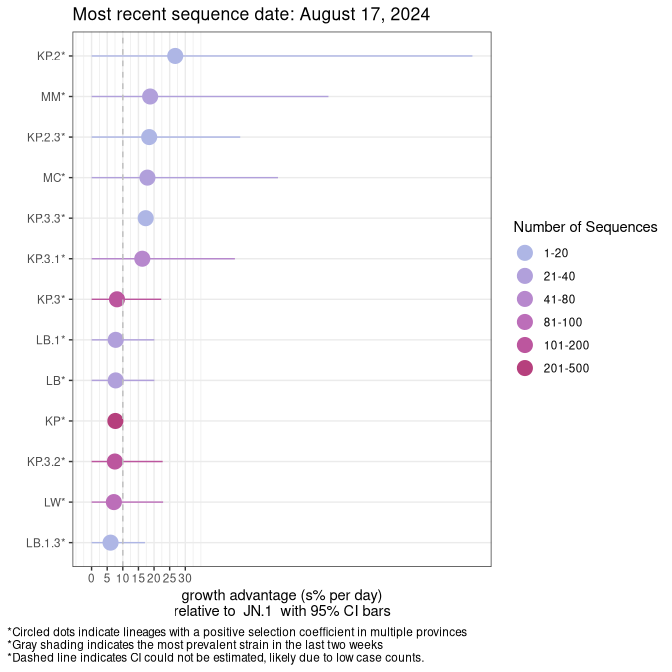 Most recent sequence date: August 17, 2024
KP.2*
MM*
KP.2.3*
MC*
KP.3.3*
KP.3.1*
KP.3*
LB.1*
LB*
KP*
KP.3.2*
LW*
LB.1.3*
0 5 10 15 20 25 30
growth advantage (s% per day)
relative to JN.1 with 95% CI bars
Number of Sequences
1-20
21-40
41-80
81-100
101-200
201-500
*Circled dots indicate lineages with a positive selection coefficient in multiple provinces
*Gray shading indicates the most prevalent strain in the last two weeks
*Dashed line indicates CI could not be estimated, likely due to low case counts.